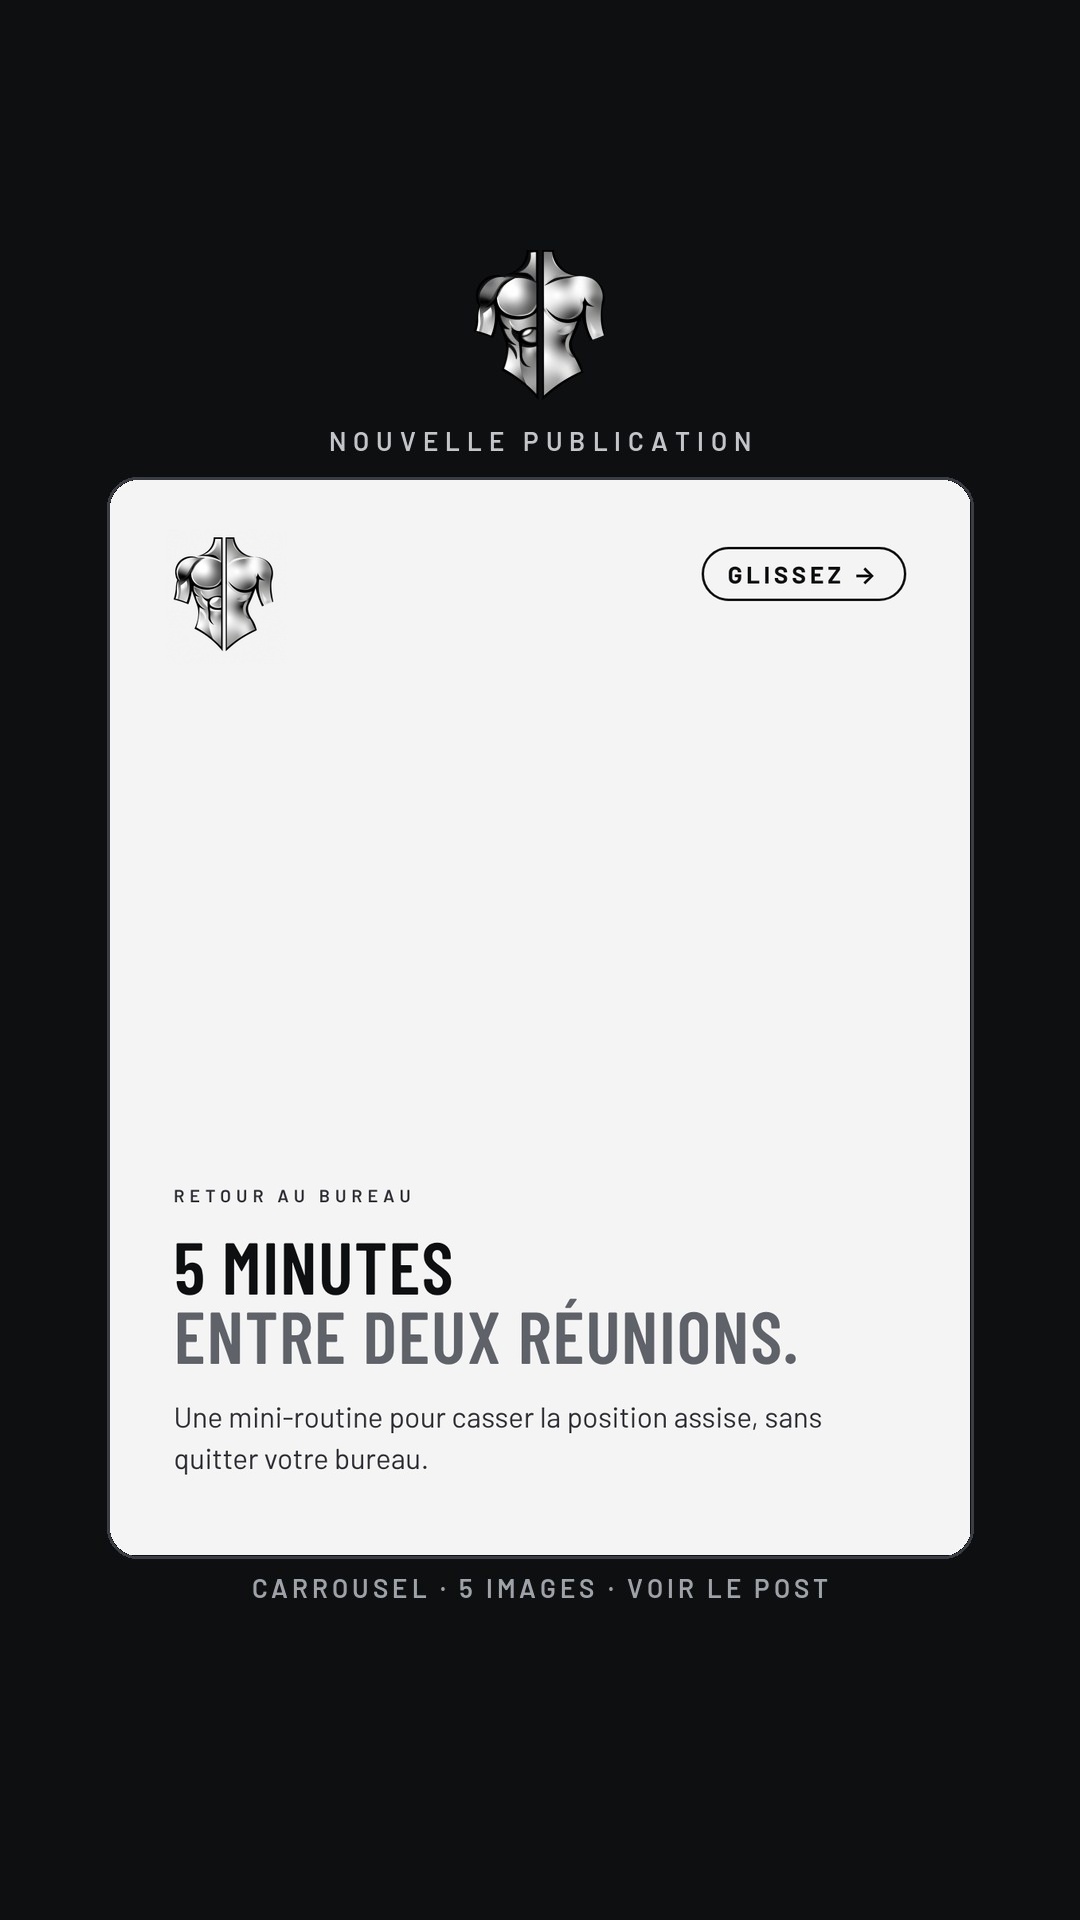 NOUVELLE PUBLICATION
GLISSEZ →
RETOUR AU BUREAU
5 MINUTES
ENTRE DEUX RÉUNIONS.
Une mini-routine pour casser la position assise, sans
quitter votre bureau.
CARROUSEL · 5 IMAGES · VOIR LE POST